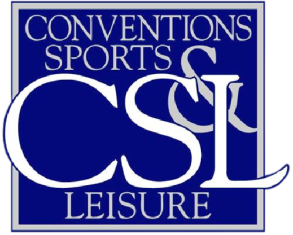 CONVENTIONS
SPORTS &
CSL
LEISURE